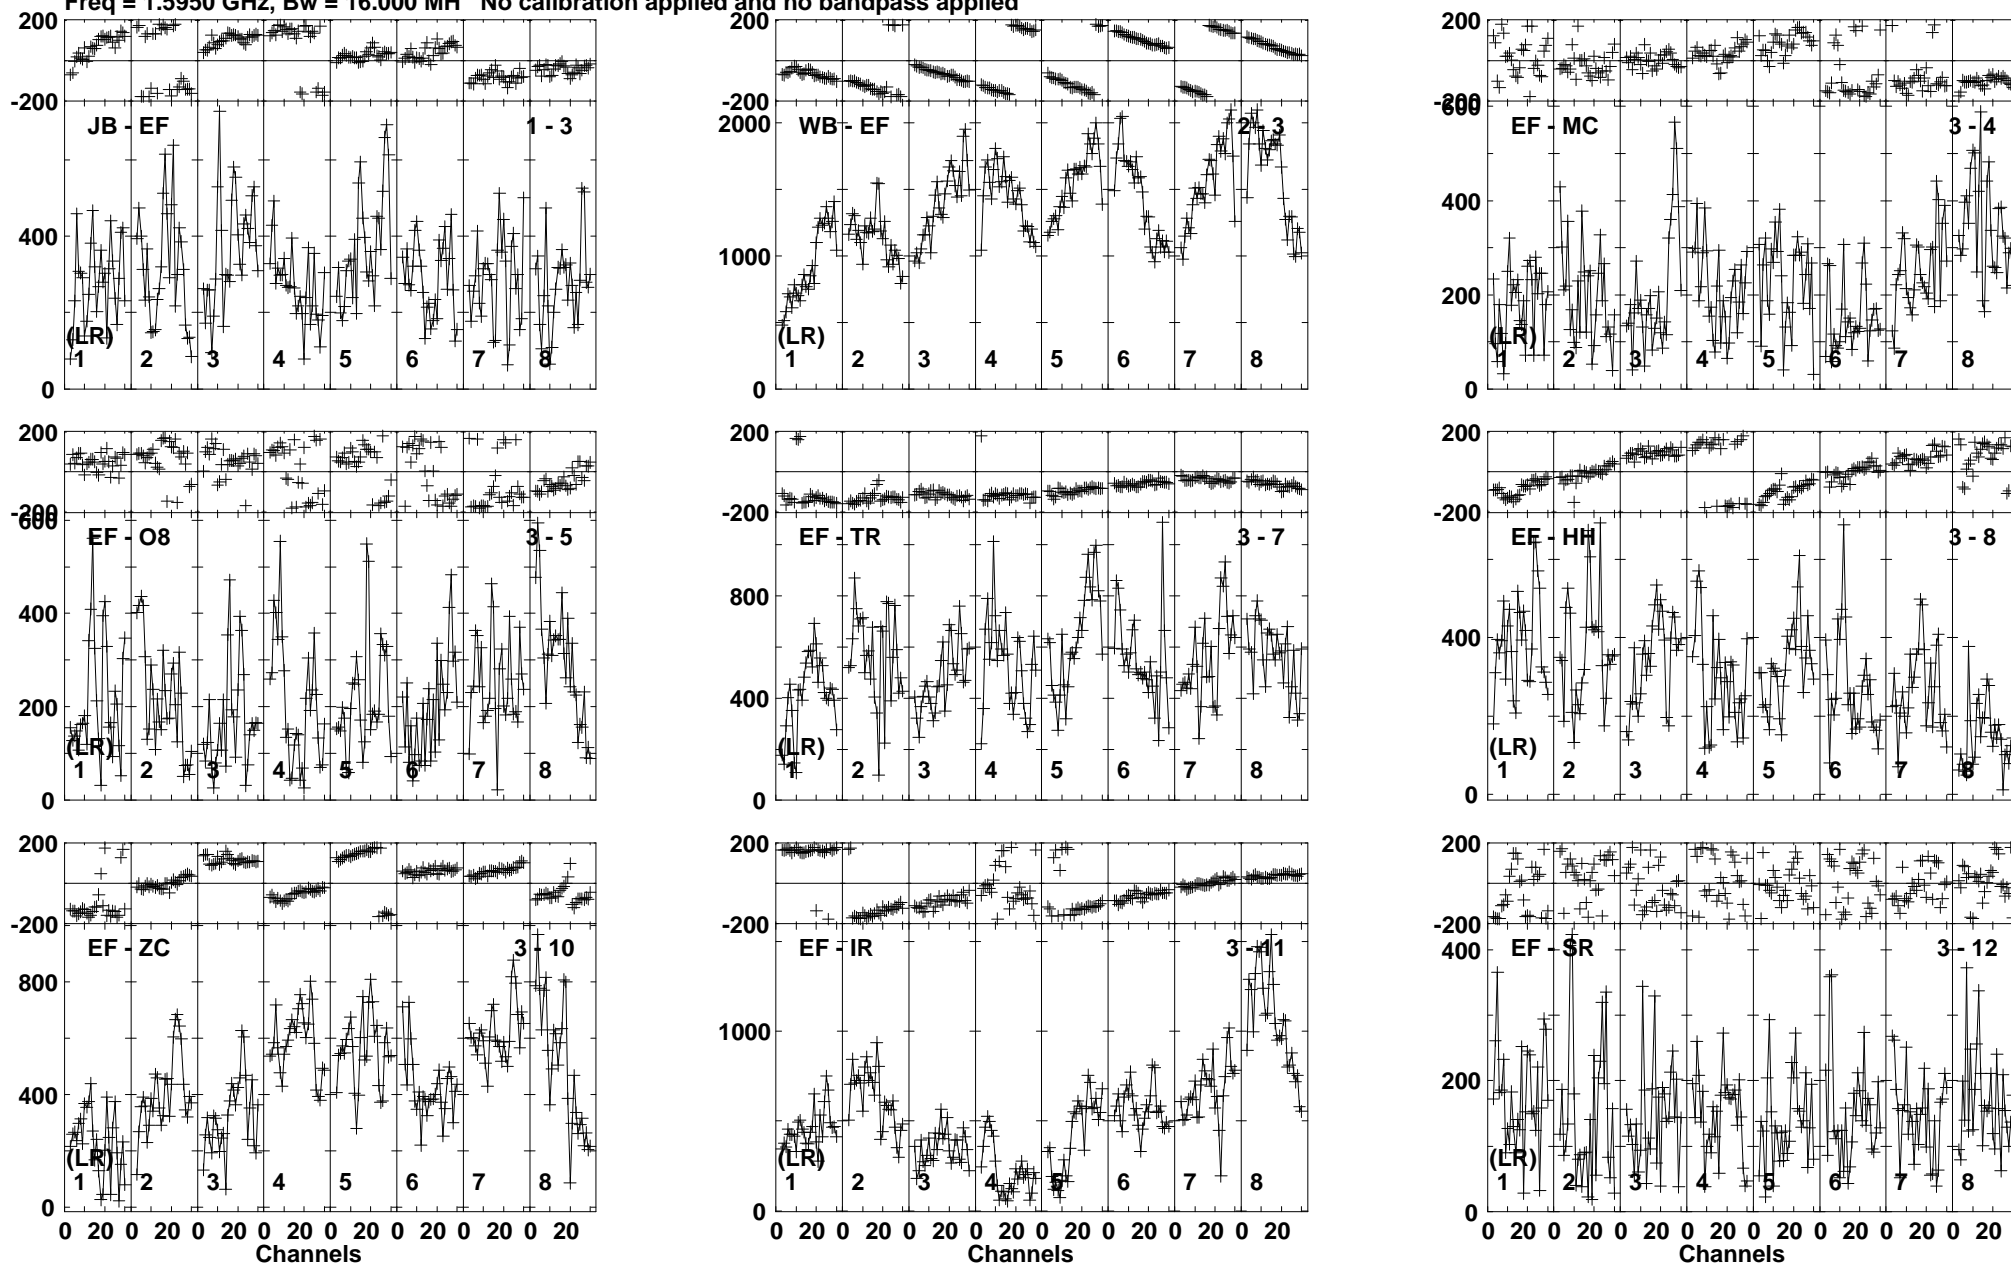 Freq = 1.5950 GHz, Bw = 16.000 MH No calibration applied and no bandpass applied
200 200 200
-200 -200 -200
JB - EF 1 - 3 WB - EF 2 - 3 EF - MC 3 - 4
400 2000 600
0 1000 400
0 200
0
(LR) (LR) (LR)
1 2 3 4 5 6 7 8 1 2 3 4 5 6 7 8 1 2 3 4 5 6 7 8
200 200 200
-200 -200 -200
EF - O8 3 - 5 EF - TR 3 - 7 EF - HH 3 - 8
600 800 400
400 400 0
200 0
0
(LR) (LR) (LR)
1 2 3 4 5 6 7 8 1 2 3 4 5 6 7 8 1 2 3 4 5 6 7 8
200 200 200
-200 -200 -200
EF - ZC 3 - 10 EF - IR 3 - 11 EF - SR 3 - 12
800 1000 400
400 0 200
0 0
(LR) (LR) (LR)
1 2 3 4 5 6 7 8 1 2 3 4 5 6 7 8 1 2 3 4 5 6 7 8
0 20 0 20 0 20 0 20 0 20 0 20 0 20 0 20 0 20 0 20 0 20 0 20 0 20 0 20 0 20 0 20 0 20 0 20 0 20 0 20 0 20 0 20 0 20 0 20
Channels Channels Channels